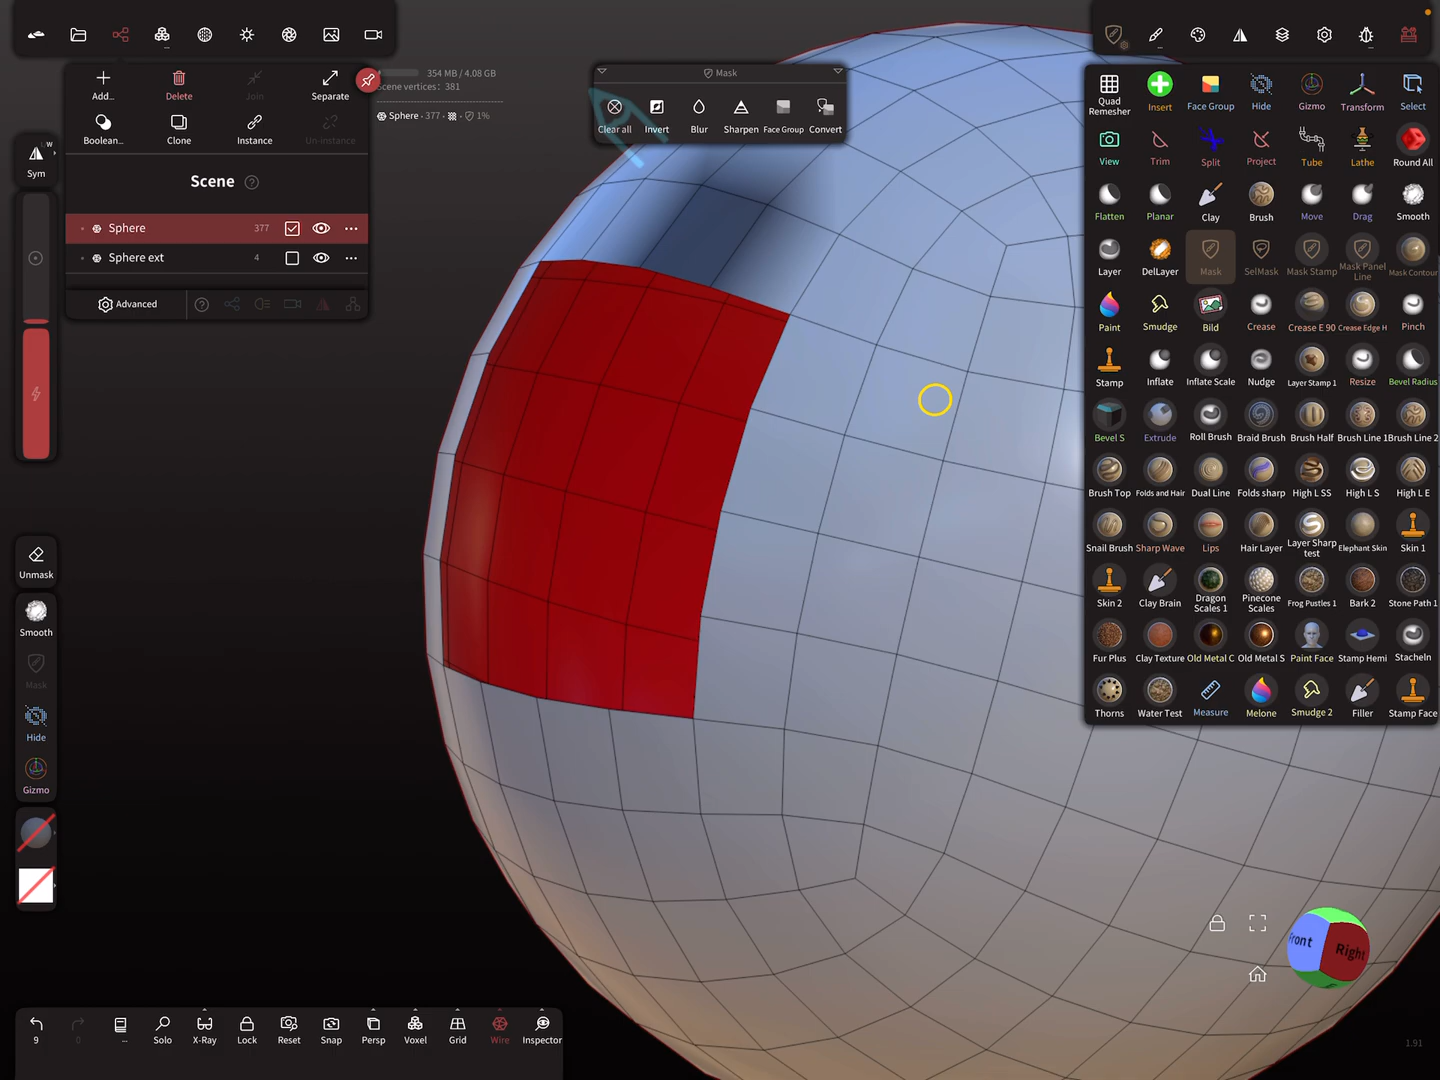 Add...
Delete
Join
Separate
Boolean...
Clone
Instance
Un-Instance
Scene
Sphere
377
Sphere ext
4
Advanced
354 MB / 4.08 GB
Scene vertices: 381
Sphere · 377 ·
1%
Mask
Clear all
Invert
Blur
Sharpen
Face Group
Convert
W
Sym
Unmask
Smooth
Mask
Hide
Gizmo
Quad Remesher
Insert
Face Group
Hide
Gizmo
Transform
Select
View
Trim
Split
Project
Tube
Lathe
Round All
Flatten
Planar
Clay
Brush
Move
Drag
Smooth
Layer
DelLayer
Mask
SelMask
Mask Stamp
Mask Panel Line
Mask Contour
Paint
Smudge
Bild
Crease
Crease E 90
Crease Edge H
Pinch
Stamp
Inflate
Inflate Scale
Nudge
Layer Stamp 1
Resize
Bevel Radius
Bevel S
Extrude
Roll Brush
Braid Brush
Brush Half
Brush Line 1
Brush Line 2
Brush Top
Folds and Hair
Dual Line
Folds sharp
High L SS
High L S
High L E
Snail Brush
Sharp Wave
Lips
Hair Layer
Layer Sharp test
Elephant Skin
Skin 1
Skin 2
Clay Brain
Dragon Scales 1
Pinecone Scales
Frog Pustles 1
Bark 2
Stone Path 1
Fur Plus
Clay Texture
Old Metal C
Old Metal S
Paint Face
Stamp Hemi
Stacheln
Thorns
Water Test
Measure
Melone
Smudge 2
Filler
Stamp Face
Front
Right
9
0
...
Solo
X-Ray
Lock
Reset
Snap
Persp
Voxel
Grid
Wire
Inspector
1.91